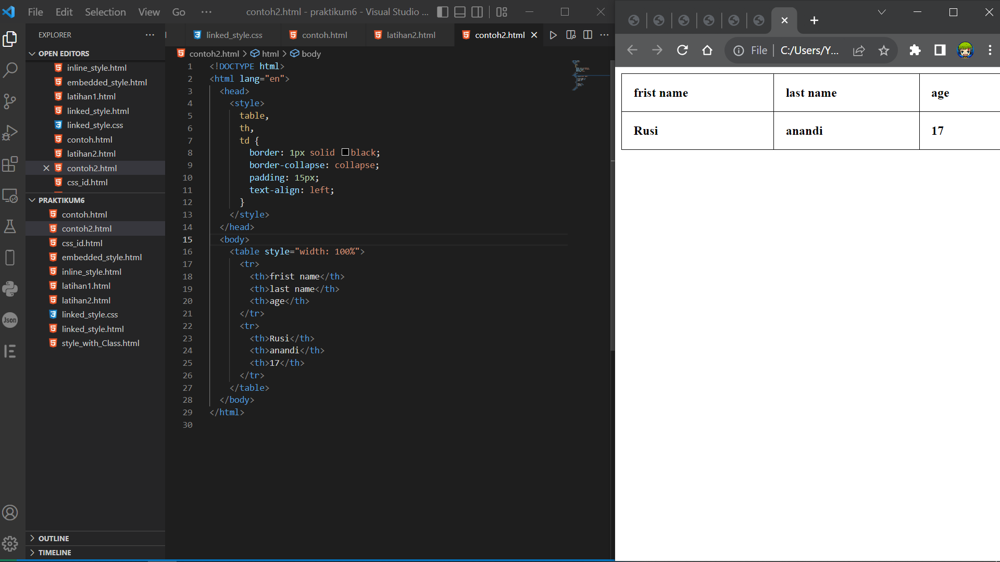 File Edit Selection View Go ··· contoh2.html - praktikum6 - Visual Studio ...
EXPLORER
OPEN EDITORS
inline_style.html
embedded_style.html
latihan1.html
linked_style.html
linked_style.css
contoh.html
latihan2.html
contoh2.html
css_id.html
PRAKTIKUM6
contoh.html
contoh2.html
css_id.html
embedded_style.html
inline_style.html
latihan1.html
latihan2.html
linked_style.css
linked_style.html
style_with_Class.html
OUTLINE
TIMELINE
Json
linked_style.css contoh.html latihan2.html contoh2.html
contoh2.html > html > body
1 <!DOCTYPE html>
2 <html lang="en">
3 <head>
4 <style>
5 table,
6 th,
7 td {
8 border: 1px solid black;
9 border-collapse: collapse;
10 padding: 15px;
11 text-align: left;
12 }
13 </style>
14 </head>
15 <body>
16 <table style="width: 100%">
17 <tr>
18 <th>frist name</th>
19 <th>last name</th>
20 <th>age</th>
21 </tr>
22 <tr>
23 <th>Rusi</th>
24 <th>anandi</th>
25 <th>17</th>
26 </tr>
27 </table>
28 </body>
29 </html>
30
File C:/Users/Y...
frist name last name age
Rusi anandi 17